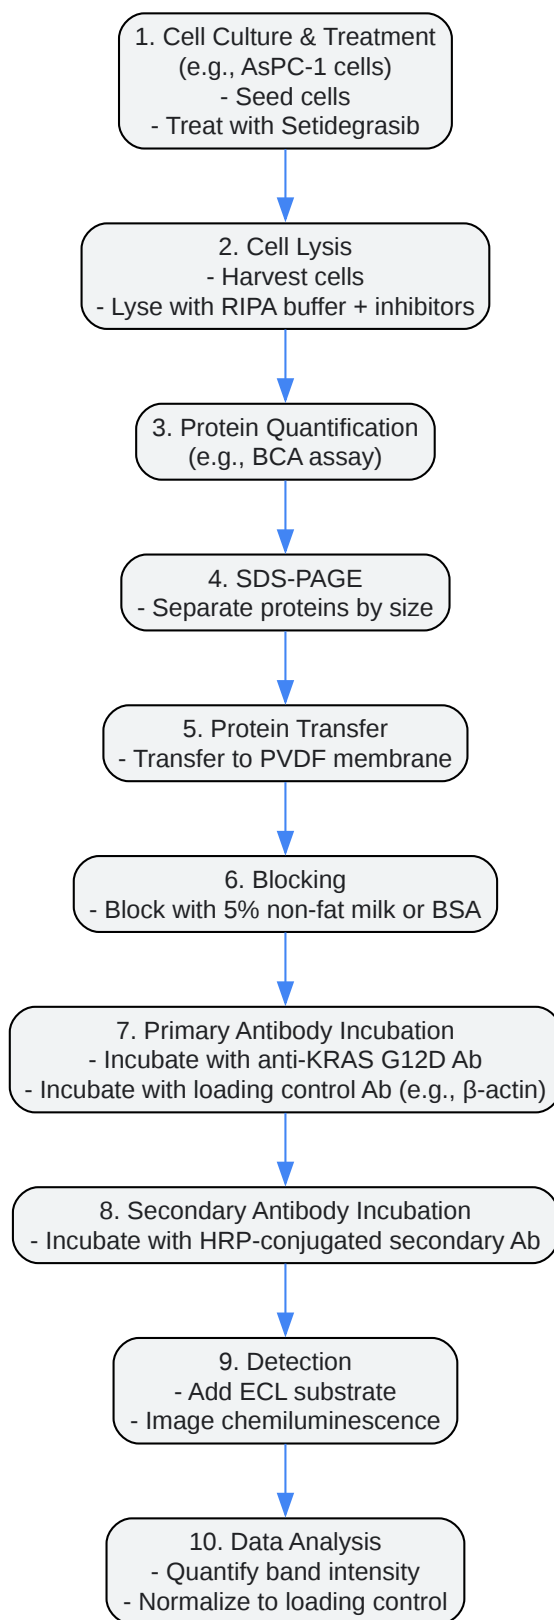 1. Cell Culture & Treatment
(e.g., AsPC-1 cells)
- Seed cells
- Treat with Setidegrasib
2. Cell Lysis
- Harvest cells
- Lyse with RIPA buffer + inhibitors
3. Protein Quantification
(e.g., BCA assay)
4. SDS-PAGE
- Separate proteins by size
5. Protein Transfer
- Transfer to PVDF membrane
6. Blocking
- Block with 5% non-fat milk or BSA
7. Primary Antibody Incubation
- Incubate with anti-KRAS G12D Ab
- Incubate with loading control Ab (e.g., β-actin)
8. Secondary Antibody Incubation
- Incubate with HRP-conjugated secondary Ab
9. Detection
- Add ECL substrate
- Image chemiluminescence
10. Data Analysis
- Quantify band intensity
- Normalize to loading control